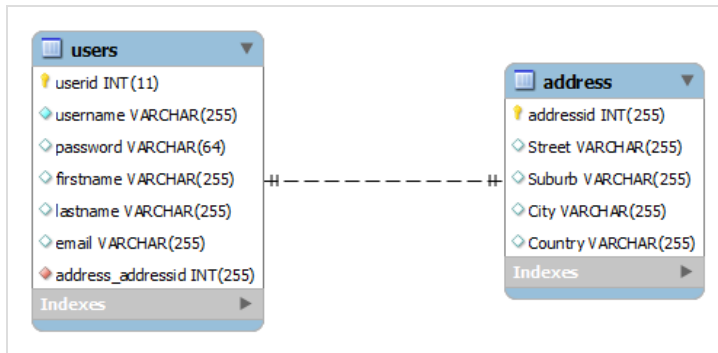 users
userid INT(11)
username VARCHAR(255)
password VARCHAR(64)
firstname VARCHAR(255)
lastname VARCHAR(255)
email VARCHAR(255)
address_addressid INT(255)
Indexes
address
addressid INT(255)
Street VARCHAR(255)
Suburb VARCHAR(255)
City VARCHAR(255)
Country VARCHAR(255)
Indexes